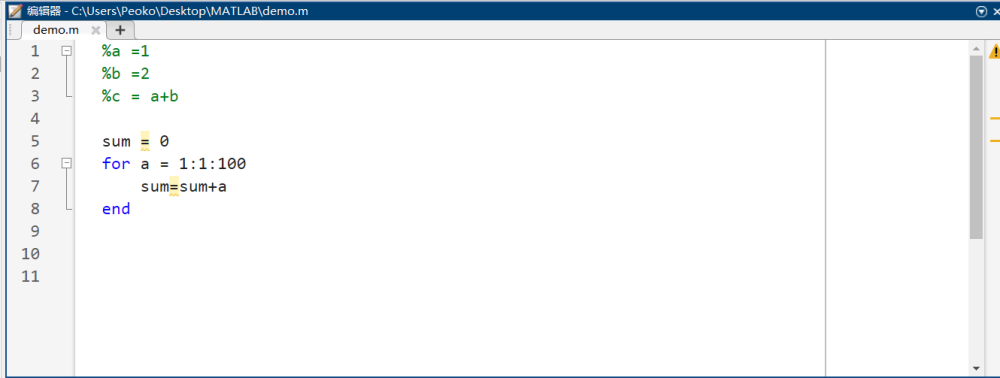 编辑器 - C:\Users\Peoko\Desktop\MATLAB\demo.m
demo.m
1 %a =1
2 %b =2
3 %c = a+b
4
5 sum = 0
6 for a = 1:1:100
7 sum=sum+a
8 end
9
10
11